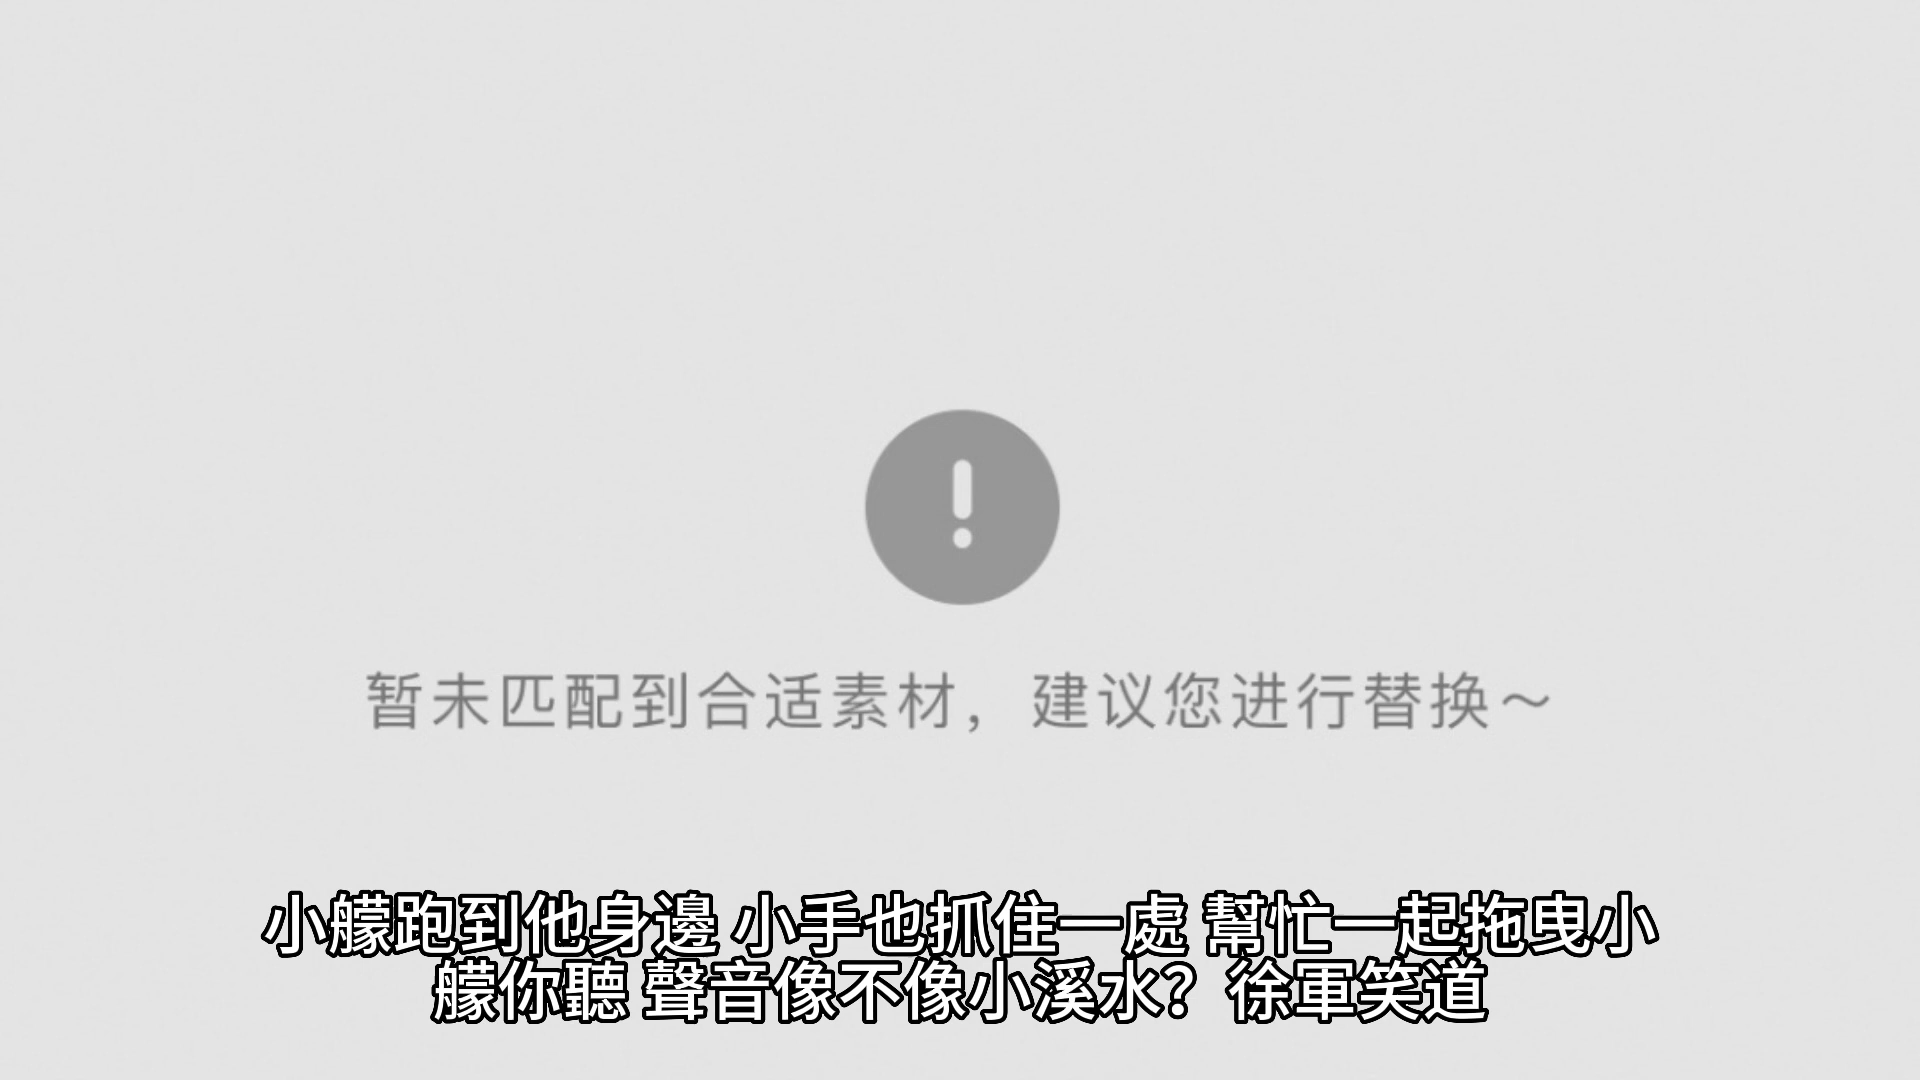 暂未匹配到合适素材，建议您进行替换～
小艨跑到他身邊 小手也抓住一處 幫忙一起拖曳小
艨你聽 聲音像不像小溪水？徐軍笑道